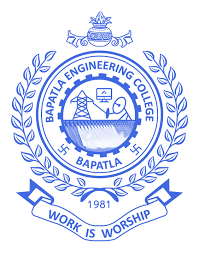 BAPATLA ENGINEERING COLLEGE
BAPATLA
1981
WORK IS WORSHIP